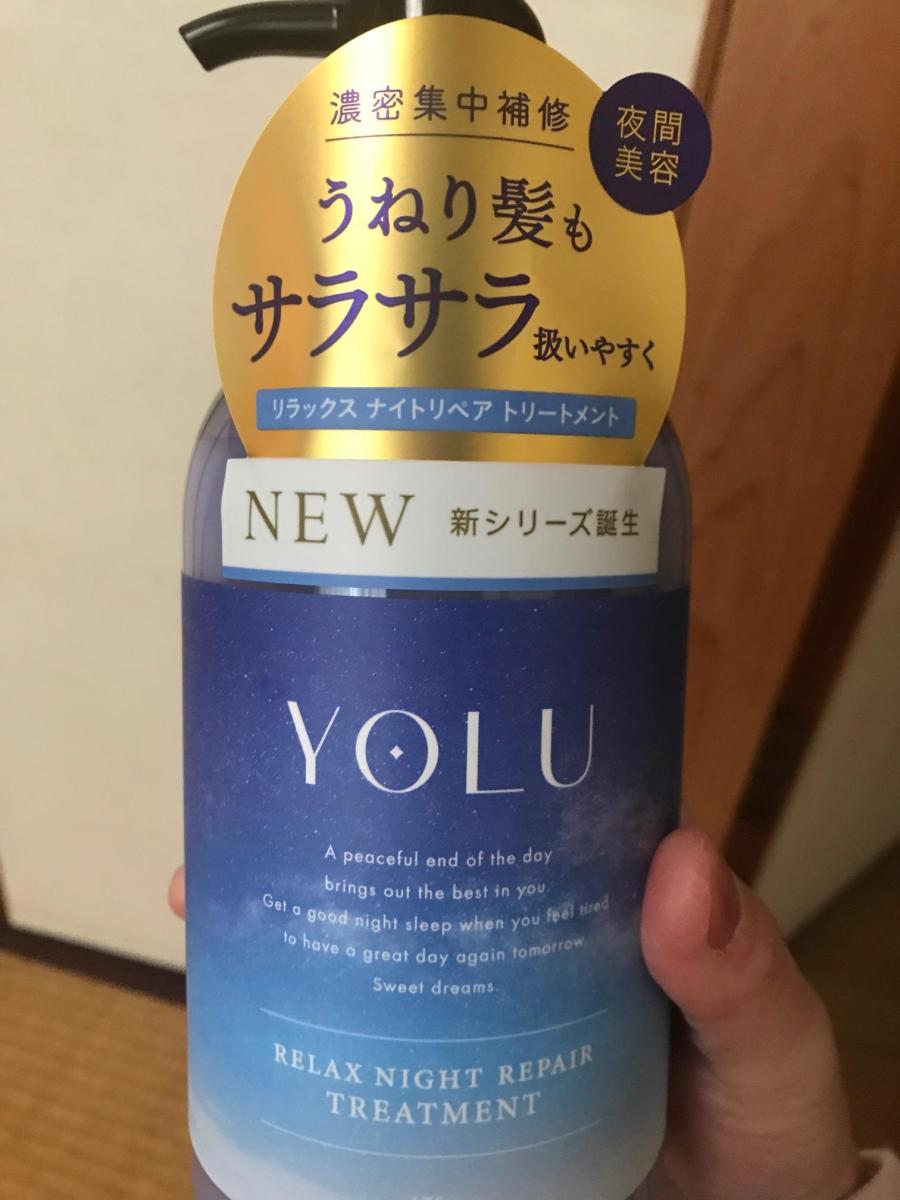 濃密集中補修
夜間
美容
うねり髪も
サラサラ扱いやすく
リラックス ナイトリペア トリートメント
NEW 新シリーズ誕生
YOLU
A peaceful end of the day
brings out the best in you.
Get a good night sleep when you feel tired
to have a great day again tomorrow.
Sweet dreams.
RELAX NIGHT REPAIR
TREATMENT